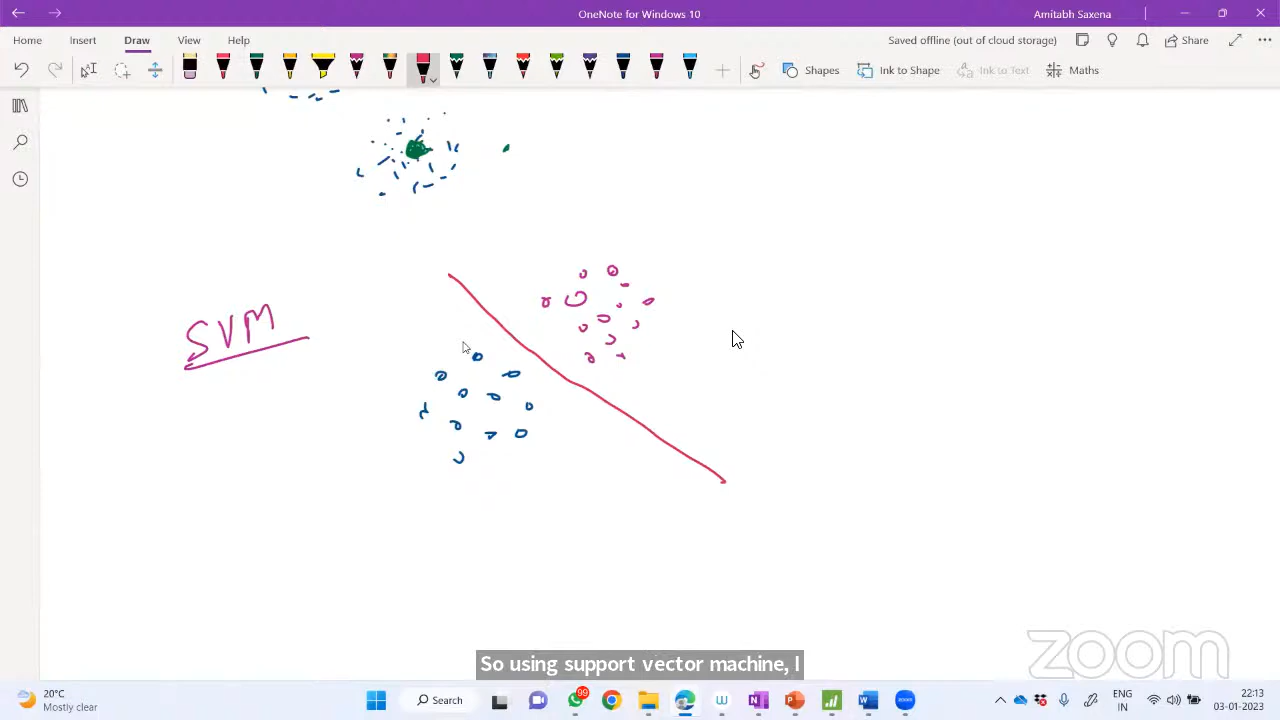 OneNote for Windows 10
Amitabh Saxena
Home Insert Draw View Help
Saved offline (out of cloud storage) Share
Shapes Ink to Shape Ink to Text Maths
SVM
So using support vector machine, I
zoom
20°C
Mostly clear
Search
99
ENG
IN
22:13
03-01-2023